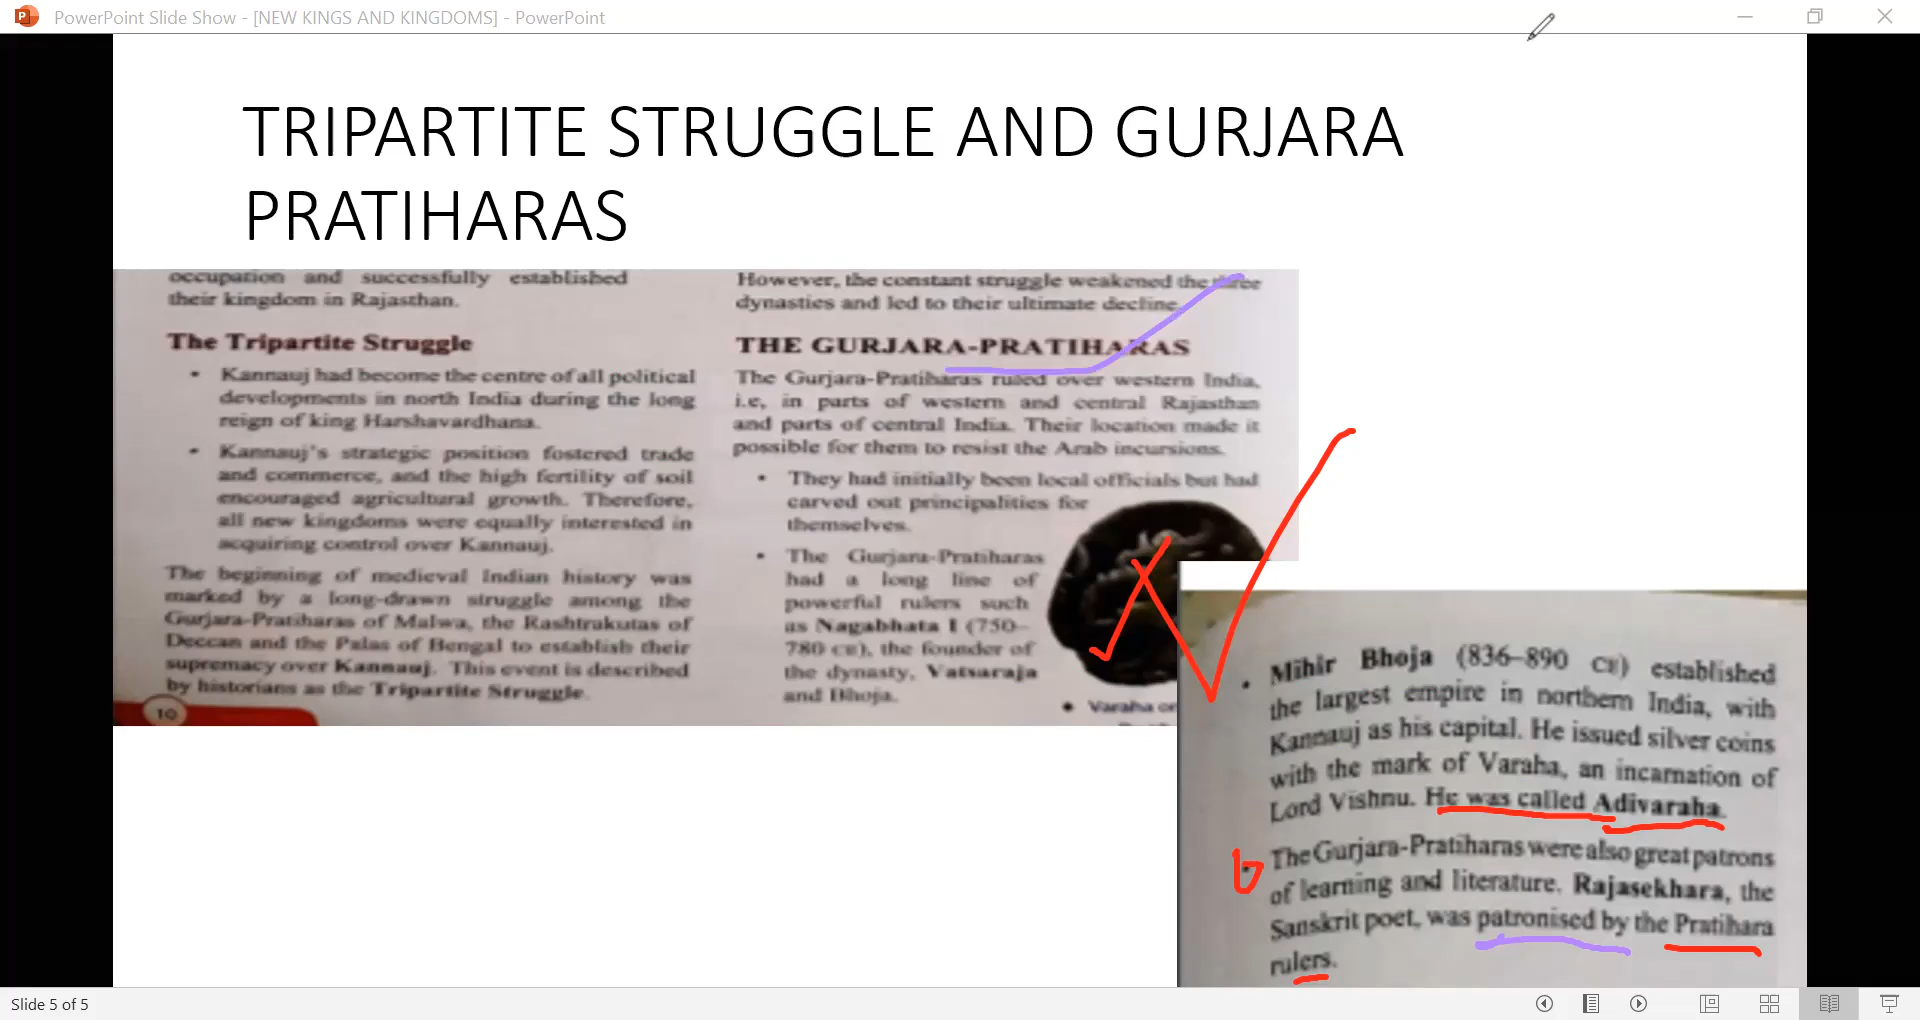 PowerPoint Slide Show - [NEW KINGS AND KINGDOMS] - PowerPoint
TRIPARTITE STRUGGLE AND GURJARA
PRATIHARAS
occupation and successfully established
their kingdom in Rajasthan.
The Tripartite Struggle
• Kannauj had become the centre of all political
developments in north India during the long
reign of king Harshavardhana.
• Kannauj's strategic position fostered trade
and commerce, and the high fertility of soil
encouraged agricultural growth. Therefore,
all new kingdoms were equally interested in
acquiring control over Kannauj.
The beginning of medieval Indian history was
marked by a long-drawn struggle among the
Gurjara-Pratiharas of Malwa, the Rashtrakutas of
Deccan and the Palas of Bengal to establish their
supremacy over Kannauj. This event is described
by historians as the Tripartite Struggle.
10
However, the constant struggle weakened the three
dynasties and led to their ultimate decline.
THE GURJARA-PRATIHARAS
The Gurjara-Pratiharas ruled over western India,
i.e, in parts of western and central Rajasthan
and parts of central India. Their location made it
possible for them to resist the Arab incursions.
• They had initially been local officials but had
carved out principalities for
themselves.
• The Gurjara-Pratiharas
had a long line of
powerful rulers such
as Nagabhata I (750–
780 CE), the founder of
the dynasty, Vatsaraja
and Bhoja.
Varaha on
• Mihir Bhoja (836–890 CE) established
the largest empire in northern India, with
Kannauj as his capital. He issued silver coins
with the mark of Varaha, an incarnation of
Lord Vishnu. He was called Adivaraha.
• The Gurjara-Pratiharas were also great patrons
of learning and literature. Rajasekhara, the
Sanskrit poet, was patronised by the Pratihara
rulers.
Slide 5 of 5